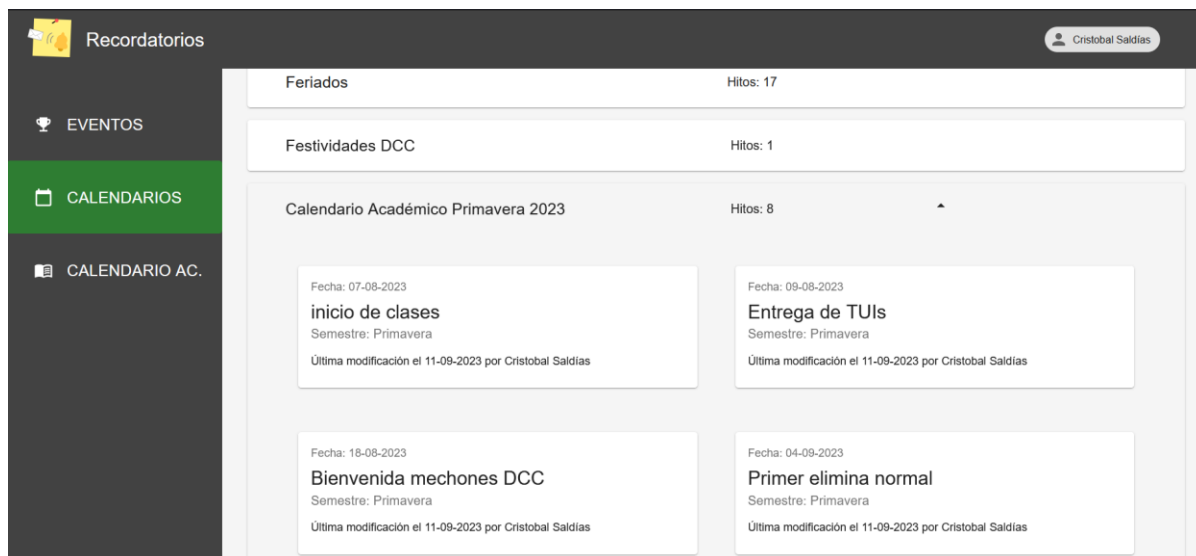 Recordatorios
Cristobal Saldías
EVENTOS
CALENDARIOS
CALENDARIO AC.
Feriados
Hitos: 17
Festividades DCC
Hitos: 1
Calendario Académico Primavera 2023
Hitos: 8
Fecha: 07-08-2023
inicio de clases
Semestre: Primavera
Última modificación el 11-09-2023 por Cristobal Saldías
Fecha: 09-08-2023
Entrega de TUIs
Semestre: Primavera
Última modificación el 11-09-2023 por Cristobal Saldías
Fecha: 18-08-2023
Bienvenida mechones DCC
Semestre: Primavera
Última modificación el 11-09-2023 por Cristobal Saldías
Fecha: 04-09-2023
Primer elimina normal
Semestre: Primavera
Última modificación el 11-09-2023 por Cristobal Saldías